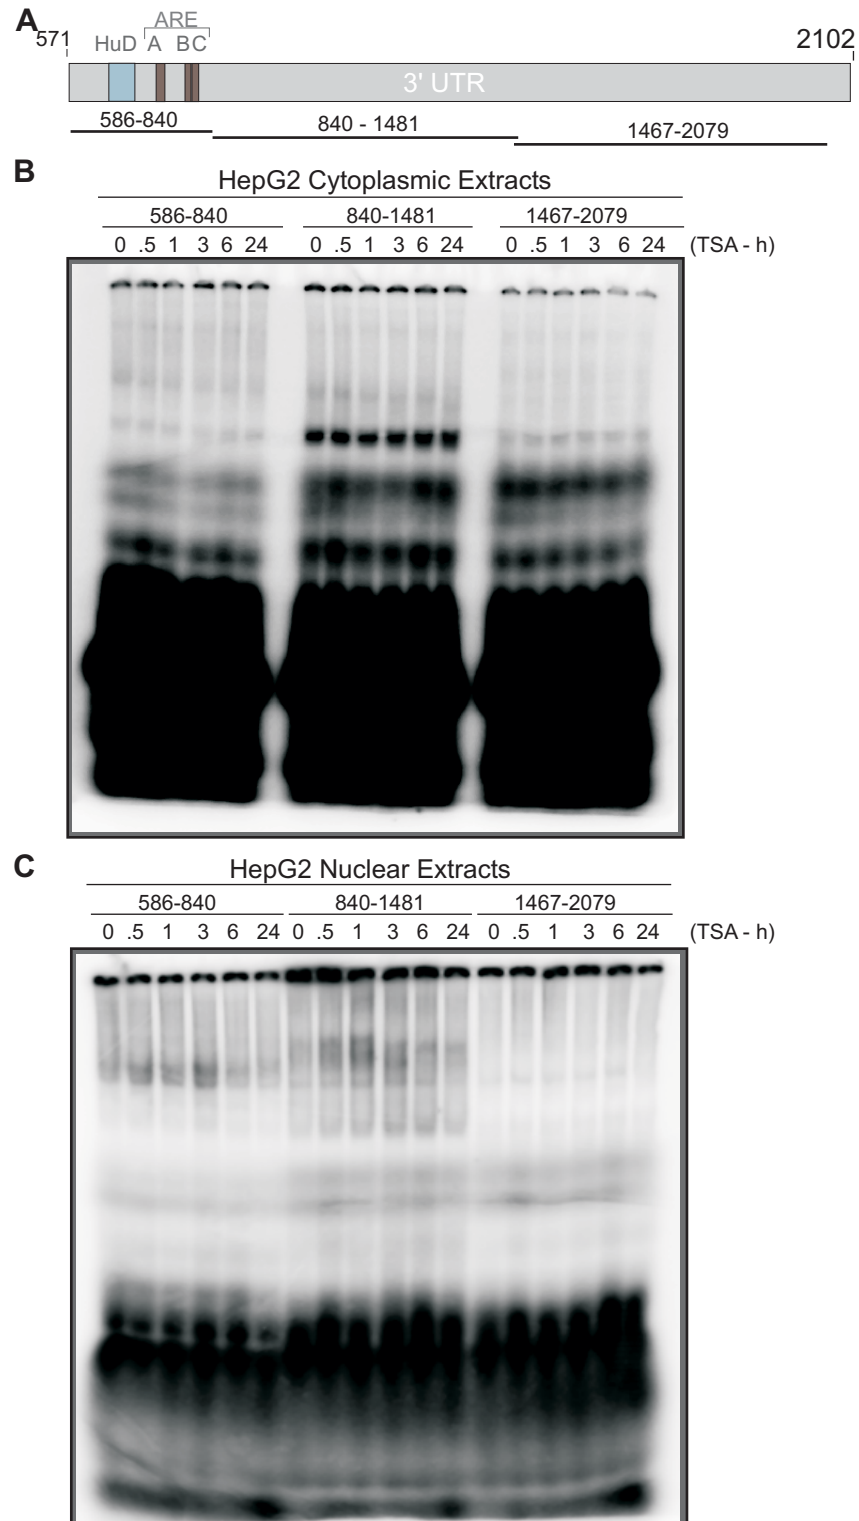 A
ARE
571
HuD A B C
2102
3' UTR
586-840
840 - 1481
1467-2079
B
HepG2 Cytoplasmic Extracts
586-840 840-1481 1467-2079
0 .5 1 3 6 24 0 .5 1 3 6 24 0 .5 1 3 6 24 (TSA - h)
C
HepG2 Nuclear Extracts
586-840 840-1481 1467-2079
0 .5 1 3 6 24 0 .5 1 3 6 24 0 .5 1 3 6 24 (TSA - h)